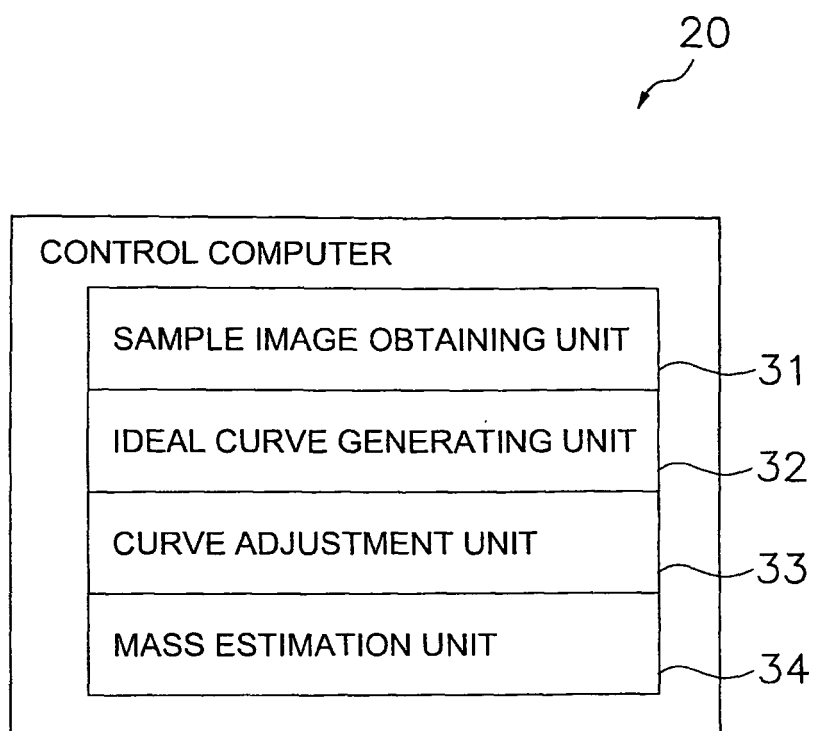 20
CONTROL COMPUTER
SAMPLE IMAGE OBTAINING UNIT
31
IDEAL CURVE GENERATING UNIT
32
CURVE ADJUSTMENT UNIT
33
MASS ESTIMATION UNIT
34